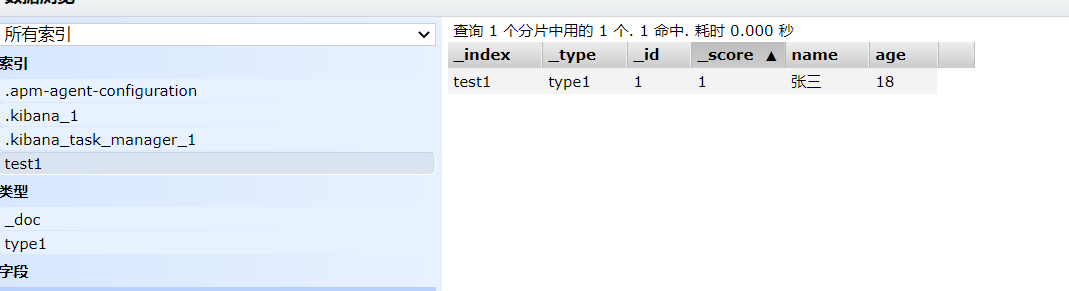 所有索引
索引
.apm-agent-configuration
.kibana_1
.kibana_task_manager_1
test1
类型
_doc
type1
字段
查询 1 个分片中用的 1 个. 1 命中. 耗时 0.000 秒
_index _type _id _score ▲ name age
test1 type1 1 1 张三 18